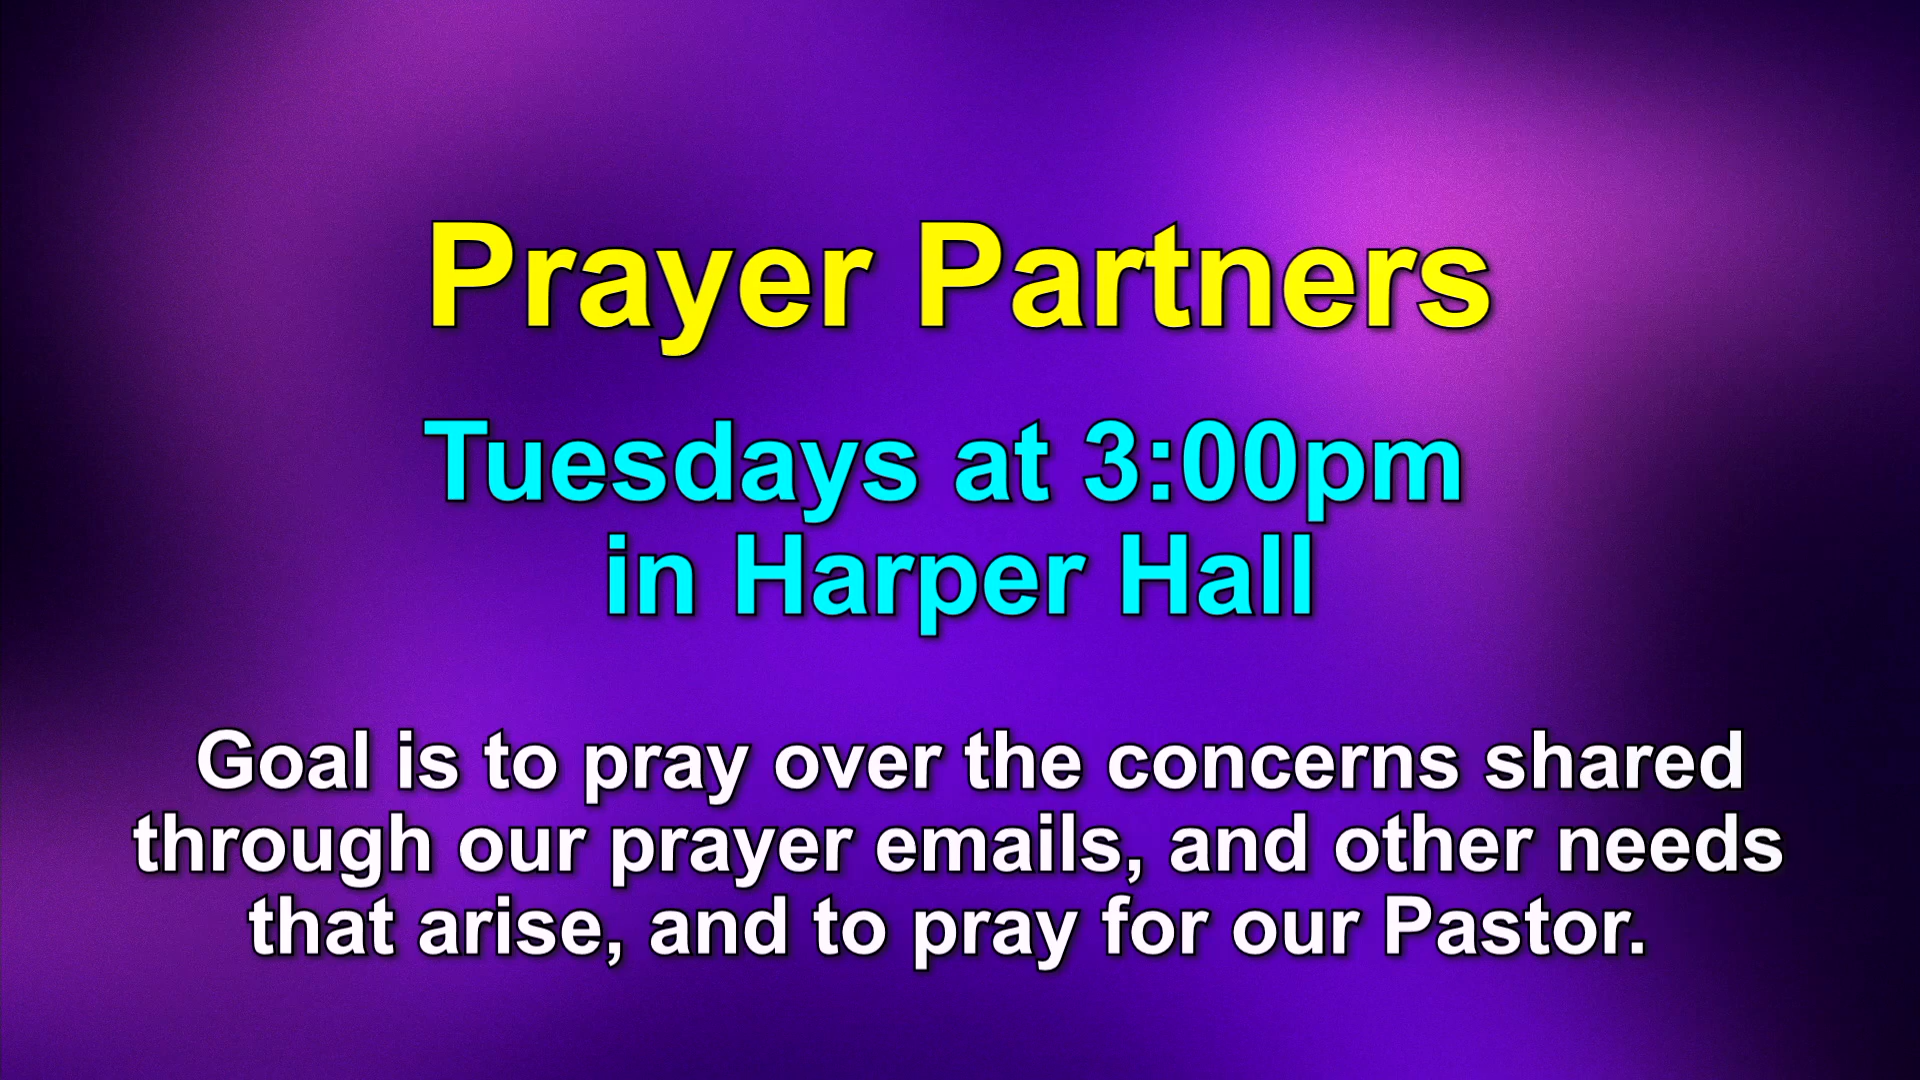 Prayer Partners
Tuesdays at 3:00pm
in Harper Hall
Goal is to pray over the concerns shared
through our prayer emails, and other needs
that arise, and to pray for our Pastor.